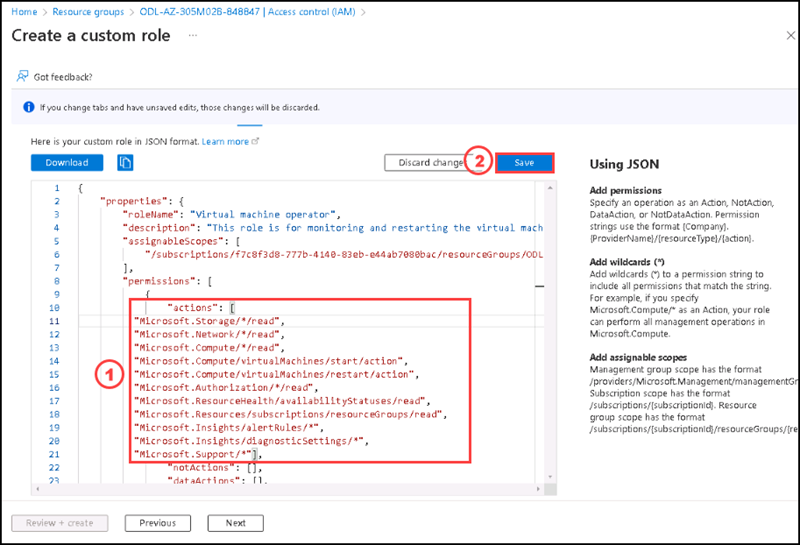 Home > Resource groups > ODL-AZ-305M02B-848847 | Access control (IAM) >
Create a custom role ...
Got feedback?
If you change tabs and have unsaved edits, those changes will be discarded.
Here is your custom role in JSON format. Learn more
Download
Discard change
2
Save
1 {
2 "properties": {
3 "roleName": "Virtual machine operator",
4 "description": "This role is for monitoring and restarting the virtual mach
5 "assignableScopes": [
6 "/subscriptions/f7c8f3d8-777b-4140-83eb-e44ab7080bac/resourceGroups/ODL
7 ],
8 "permissions": [
9 {
10 "actions": [
11 "Microsoft.Storage/*/read",
12 "Microsoft.Network/*/read",
13 "Microsoft.Compute/*/read",
14 "Microsoft.Compute/virtualMachines/start/action",
15 "Microsoft.Compute/virtualMachines/restart/action",
16 "Microsoft.Authorization/*/read",
17 "Microsoft.ResourceHealth/availabilityStatuses/read",
18 "Microsoft.Resources/subscriptions/resourceGroups/read",
19 "Microsoft.Insights/alertRules/*",
20 "Microsoft.Insights/diagnosticSettings/*",
21 "Microsoft.Support/*"],
22 "notActions": [],
23 "dataActions": [],
1
Using JSON
Add permissions
Specify an operation as an Action, NotAction,
DataAction, or NotDataAction. Permission
strings use the format {Company}.
{ProviderName}/{resourceType}/{action}.
Add wildcards (*)
Add wildcards (*) to a permission string to
include all permissions that match the string.
For example, if you specify
Microsoft.Compute/* as an Action, your role
can perform all management operations in
Microsoft.Compute.
Add assignable scopes
Management group scope has the format
/providers/Microsoft.Management/managementGr
Subscription scope has the format
/subscriptions/{subscriptionId}. Resource
group scope has the format
/subscriptions/{subscriptionId}/resourceGroups/{re
Review + create
Previous
Next